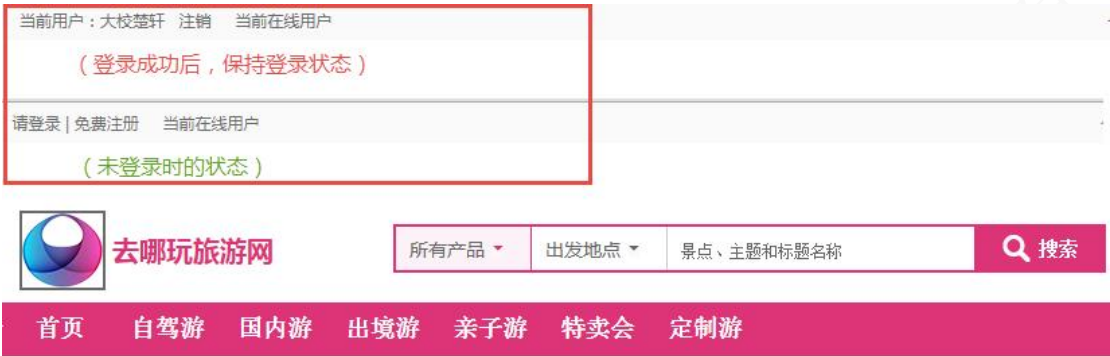 当前用户：大校楚轩 注销 当前在线用户
（登录成功后，保持登录状态）
请登录 | 免费注册 当前在线用户
（未登录时的状态）
去哪玩旅游网 所有产品 出发地点 景点、主题和标题名称 搜索
首页 自驾游 国内游 出境游 亲子游 特卖会 定制游